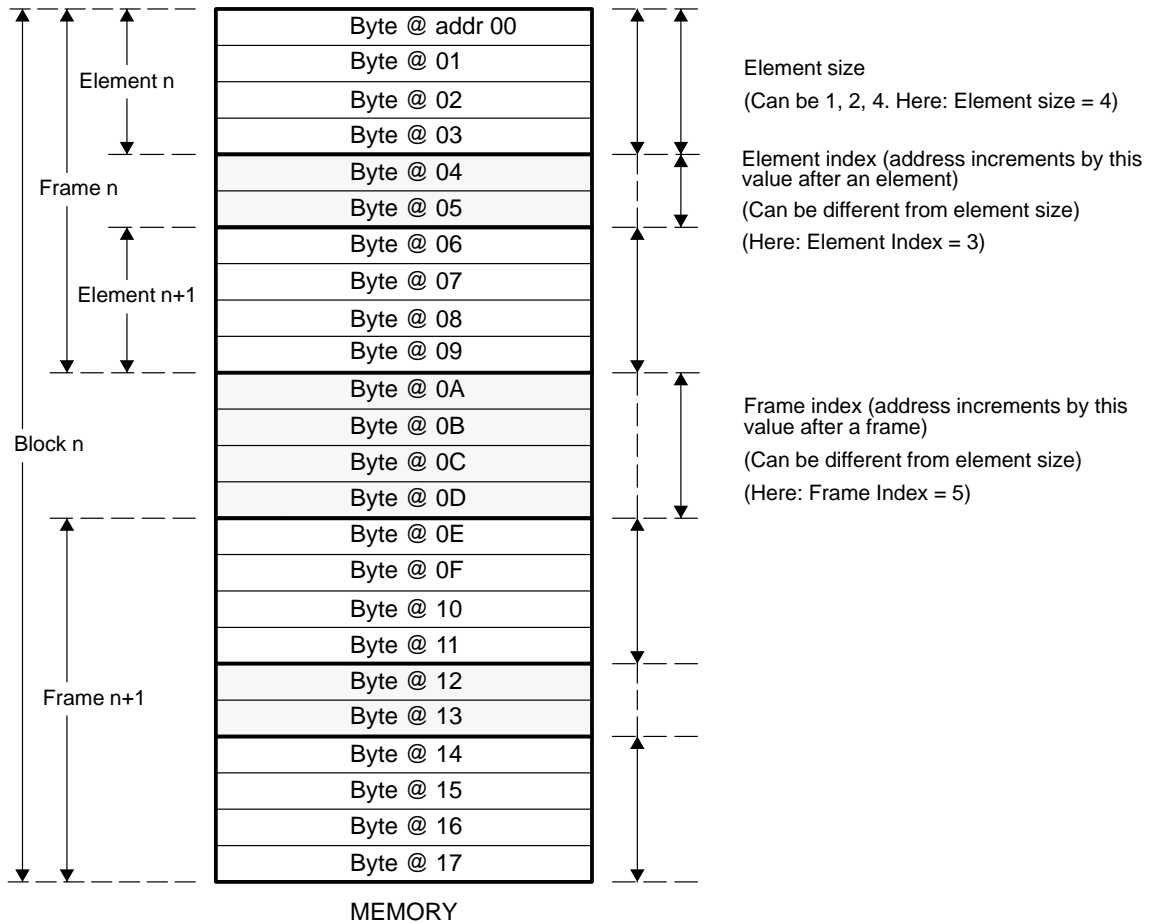 Byte @ addr 00
Byte @ 01
Element n
Byte @ 02
Byte @ 03
Element size
(Can be 1, 2, 4. Here: Element size = 4)
Frame n
Byte @ 04
Byte @ 05
Element index (address increments by this
value after an element)
(Can be different from element size)
(Here: Element Index = 3)
Byte @ 06
Byte @ 07
Element n+1
Byte @ 08
Byte @ 09
Block n
Byte @ 0A
Byte @ 0B
Byte @ 0C
Byte @ 0D
Frame index (address increments by this
value after a frame)
(Can be different from element size)
(Here: Frame Index = 5)
Byte @ 0E
Byte @ 0F
Byte @ 10
Byte @ 11
Frame n+1
Byte @ 12
Byte @ 13
Byte @ 14
Byte @ 15
Byte @ 16
Byte @ 17
MEMORY